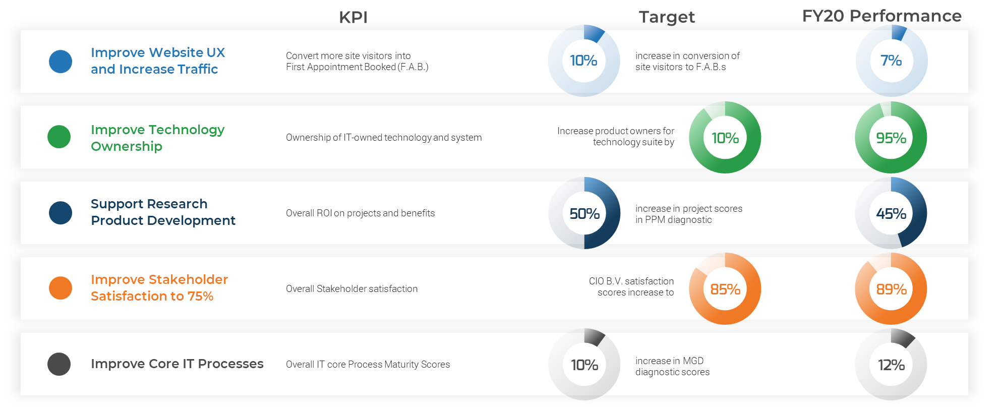 KPI
Target
FY20 Performance
Improve Website UX
and Increase Traffic
Convert more site visitors into
First Appointment Booked (F.A.B.)
10%
increase in conversion of
site visitors to F.A.B.s
7%
Improve Technology
Ownership
Ownership of IT-owned technology and system
Increase product owners for
technology suite by
10%
95%
Support Research
Product Development
Overall ROI on projects and benefits
50%
increase in project scores
in PPM diagnostic
45%
Improve Stakeholder
Satisfaction to 75%
Overall Stakeholder satisfaction
CIO B.V. satisfaction
scores increase to
85%
89%
Improve Core IT Processes
Overall IT core Process Maturity Scores
10%
increase in MGD
diagnostic scores
12%